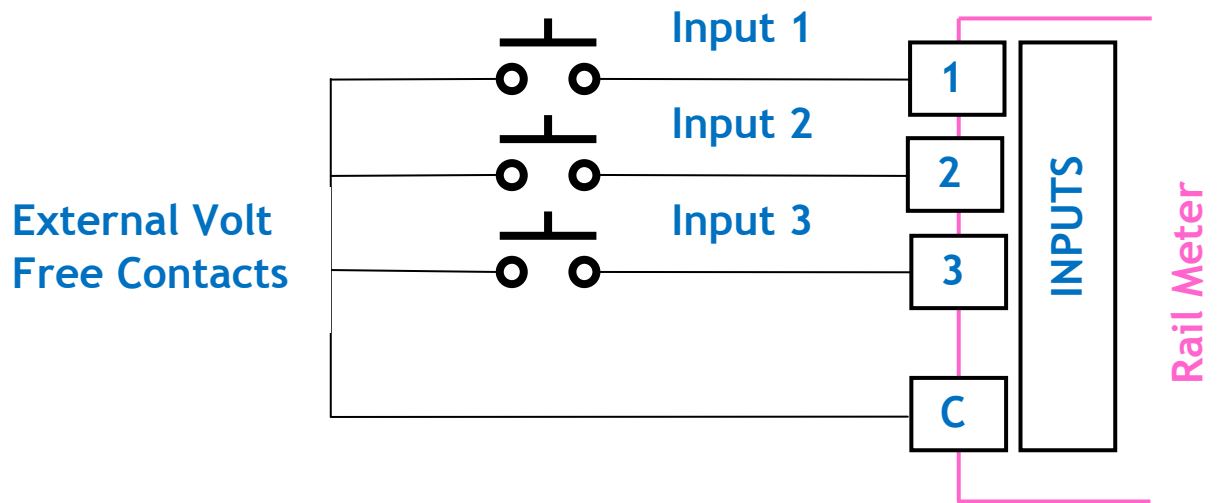 Input 1
1
Input 2
2
External Volt
Free Contacts
Input 3
3
C
INPUTS
Rail Meter